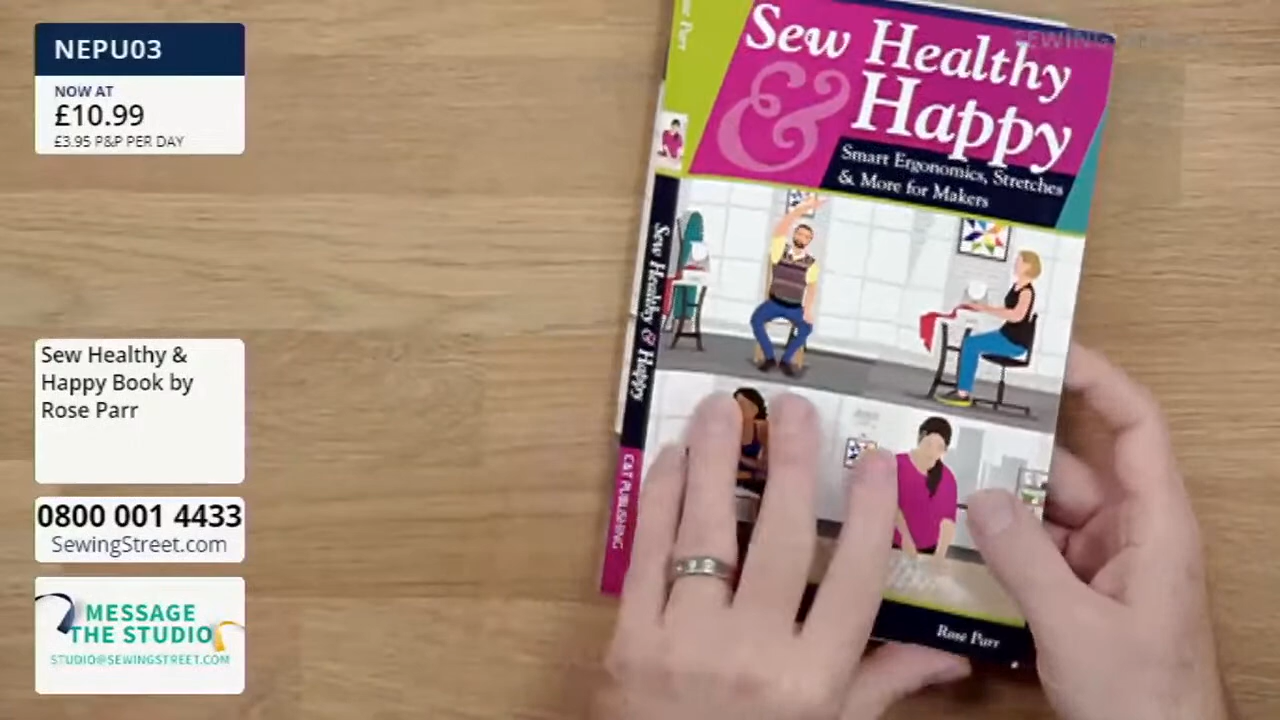 NEPU03
NOW AT
£10.99
£3.95 P&P PER DAY
Sew Healthy &
Happy Book by
Rose Parr
0800 001 4433
SewingStreet.com
MESSAGE
THE STUDIO
STUDIO@SEWINGSTREET.COM
Sew Healthy
& Happy
Smart Ergonomics, Stretches
& More for Makers
Rose Parr
Parr
Sew Healthy & Happy
C&T PUBLISHING
SEWING